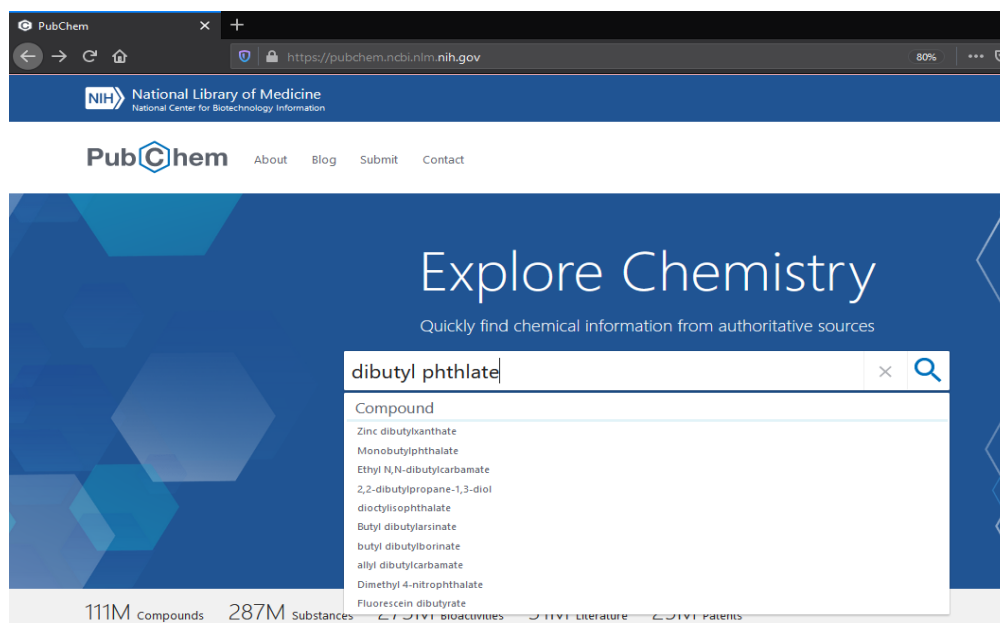 PubChem
https://pubchem.ncbi.nlm.nih.gov 80%
NIH National Library of Medicine
National Center for Biotechnology Information
PubChem About Blog Submit Contact
Explore Chemistry
Quickly find chemical information from authoritative sources
dibutyl phthlate
Compound
Zinc dibutylxanthate
Monobutylphthalate
Ethyl N,N-dibutylcarbamate
2,2-dibutylpropane-1,3-diol
dioctylisophthalate
Butyl dibutylarsinate
butyl dibutylborinate
allyl dibutylcarbamate
Dimethyl 4-nitrophthalate
Fluorescein dibutyrate
111M Compounds 287M Substances Bioactivities Literature Patents